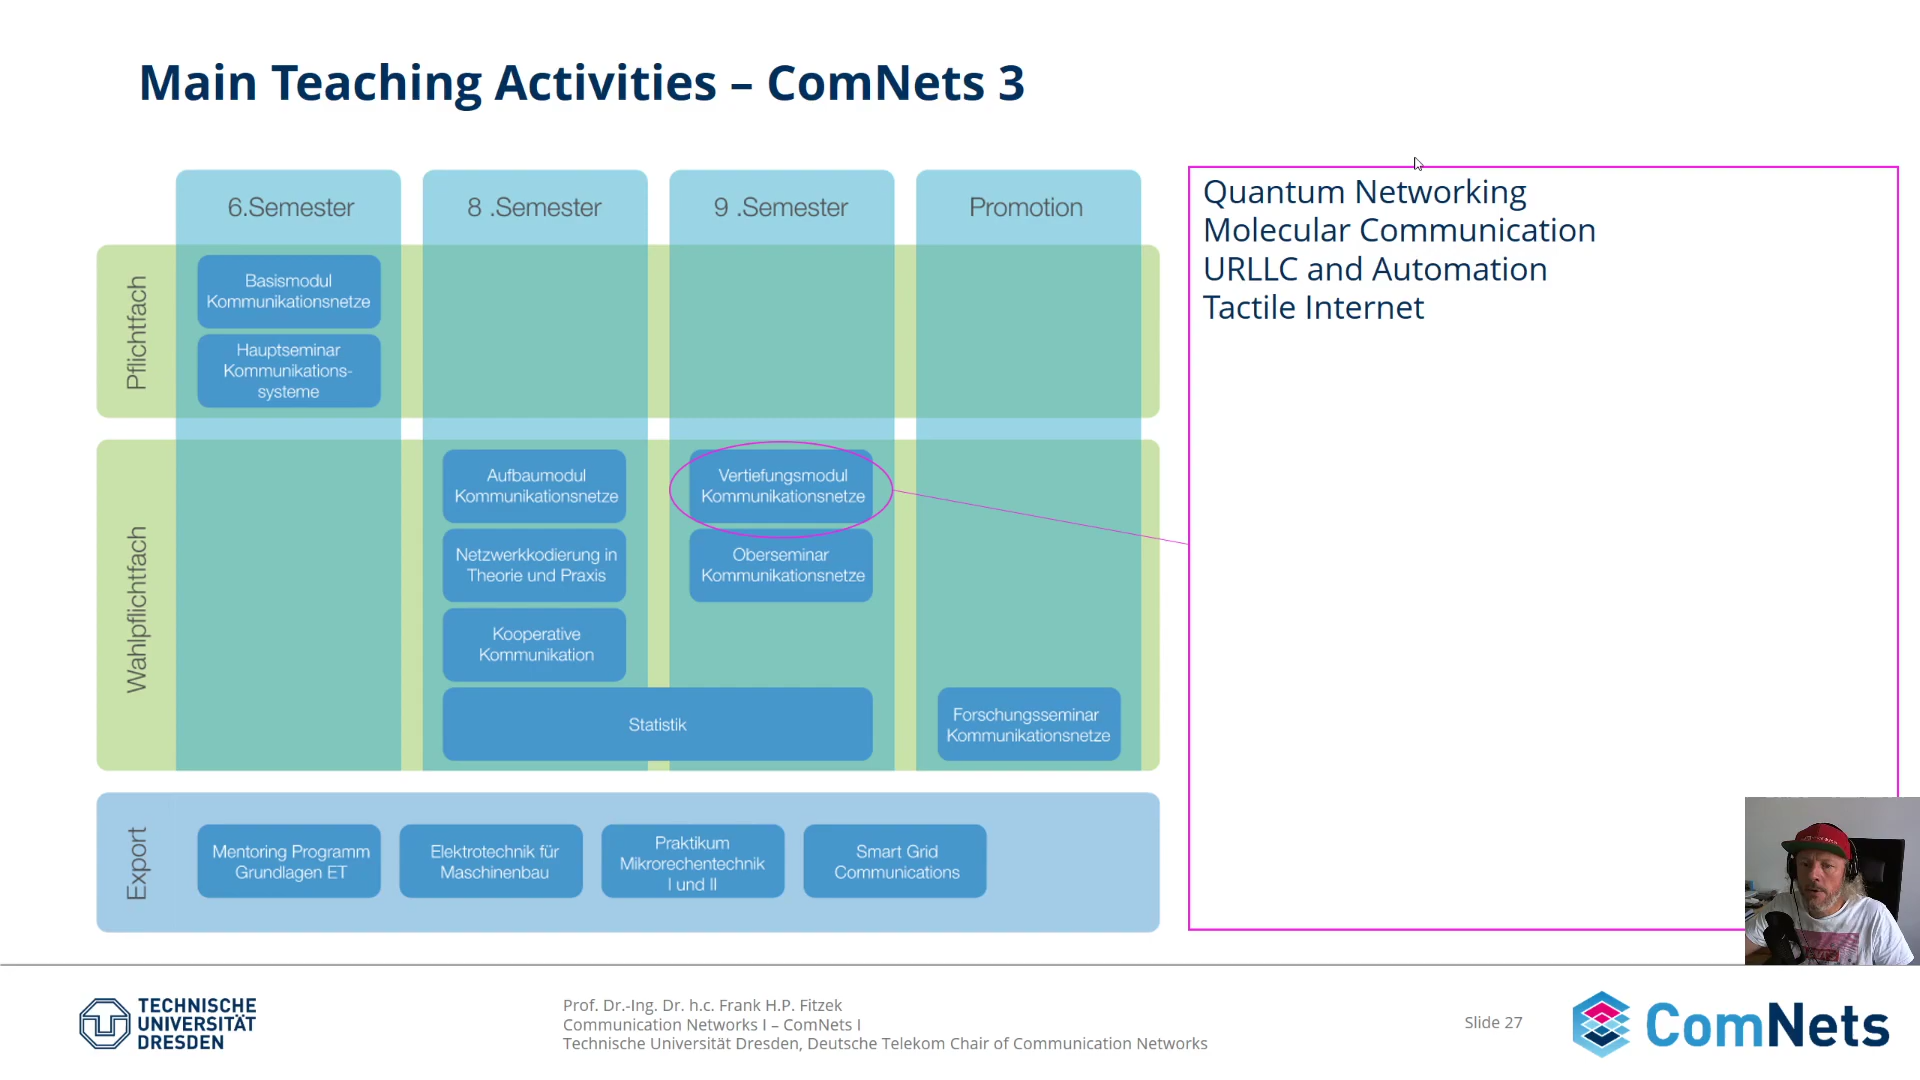 Main Teaching Activities – ComNets 3
6.Semester
8 .Semester
9 .Semester
Promotion
Pflichtfach
Basismodul
Kommunikationsnetze
Hauptseminar
Kommunikations-
systeme
Wahlpflichtfach
Aufbaumodul
Kommunikationsnetze
Netzwerkkodierung in
Theorie und Praxis
Kooperative
Kommunikation
Statistik
Vertiefungsmodul
Kommunikationsnetze
Oberseminar
Kommunikationsnetze
Forschungsseminar
Kommunikationsnetze
Export
Mentoring Programm
Grundlagen ET
Elektrotechnik für
Maschinenbau
Praktikum
Mikrorechentechnik
I und II
Smart Grid
Communications
Quantum Networking
Molecular Communication
URLLC and Automation
Tactile Internet
TECHNISCHE
UNIVERSITÄT
DRESDEN
Prof. Dr.-Ing. Dr. h.c. Frank H.P. Fitzek
Communication Networks I – ComNets I
Technische Universität Dresden, Deutsche Telekom Chair of Communication Networks
Slide 27
ComNets